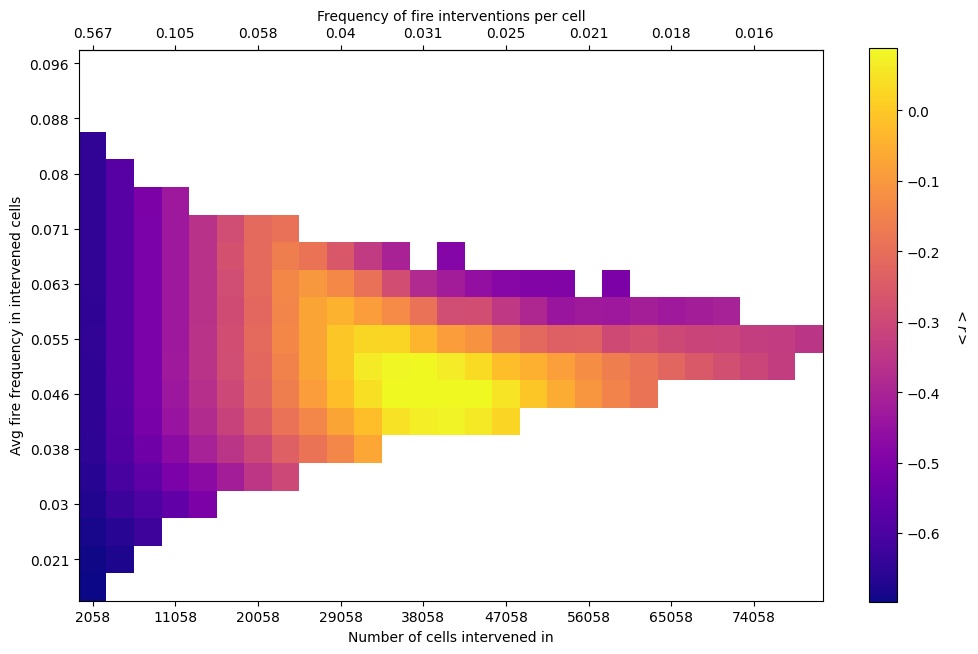 Frequency of fire interventions per cell
0.567 0.105 0.058 0.04 0.031 0.025 0.021 0.018 0.016
Avg fire frequency in intervened cells
0.096
0.088
0.08
0.071
0.063
0.055
0.046
0.038
0.03
0.021
2058 11058 20058 29058 38058 47058 56058 65058 74058
Number of cells intervened in
0.0
−0.1
−0.2
−0.3
−0.4
−0.5
−0.6
< r >